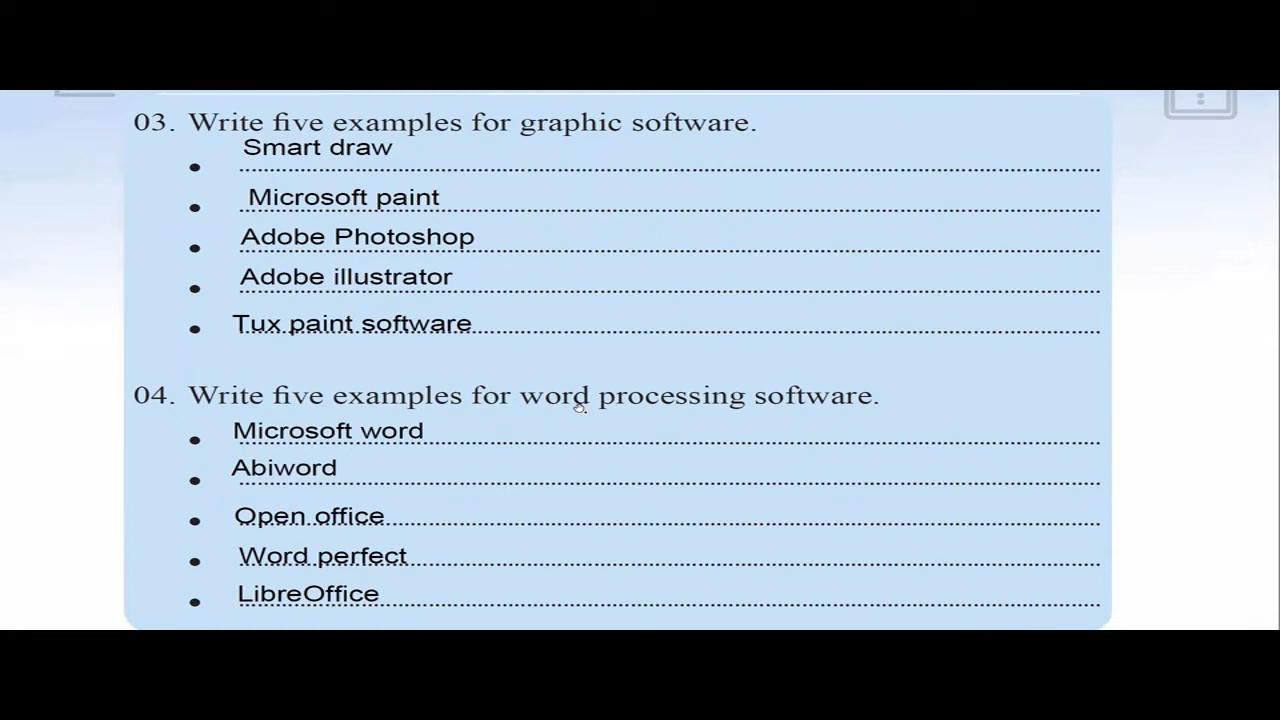 03. Write five examples for graphic software.
• Smart draw
• Microsoft paint
• Adobe Photoshop
• Adobe illustrator
• Tux paint software
04. Write five examples for word processing software.
• Microsoft word
• Abiword
• Open office
• Word perfect
• LibreOffice